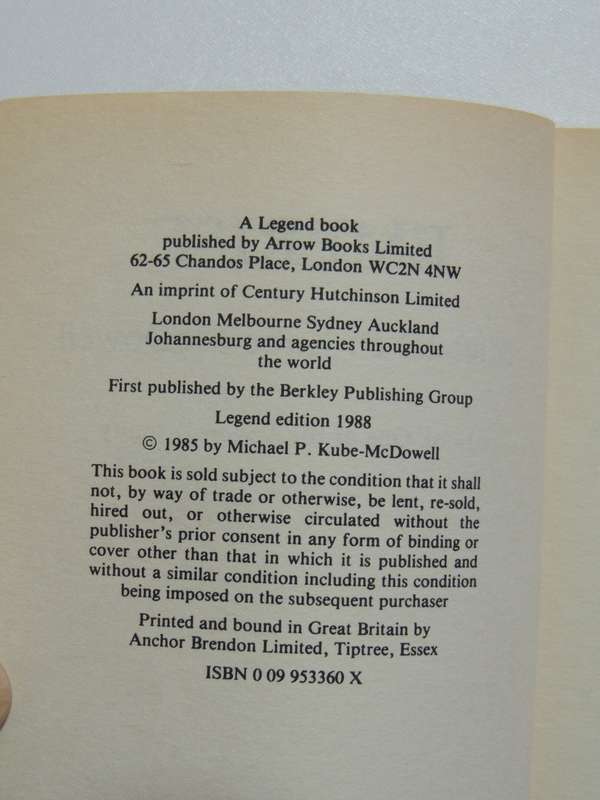 A Legend book
published by Arrow Books Limited
62-65 Chandos Place, London WC2N 4NW
An imprint of Century Hutchinson Limited
London Melbourne Sydney Auckland
Johannesburg and agencies throughout
the world
First published by the Berkley Publishing Group
Legend edition 1988
© 1985 by Michael P. Kube-McDowell
This book is sold subject to the condition that it shall
not, by way of trade or otherwise, be lent, re-sold,
hired out, or otherwise circulated without the
publisher's prior consent in any form of binding or
cover other than that in which it is published and
without a similar condition including this condition
being imposed on the subsequent purchaser
Printed and bound in Great Britain by
Anchor Brendon Limited, Tiptree, Essex
ISBN 0 09 953360 X